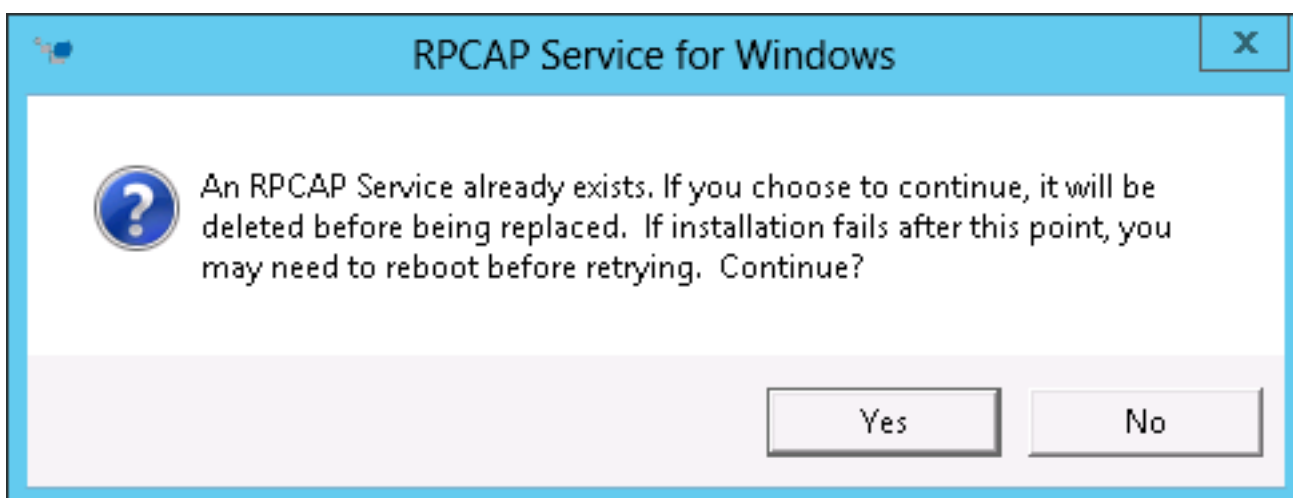 RPCAP Service for Windows
x
An RPCAP Service already exists. If you choose to continue, it will be
deleted before being replaced.  If installation fails after this point, you
may need to reboot before retrying.  Continue?
Yes No